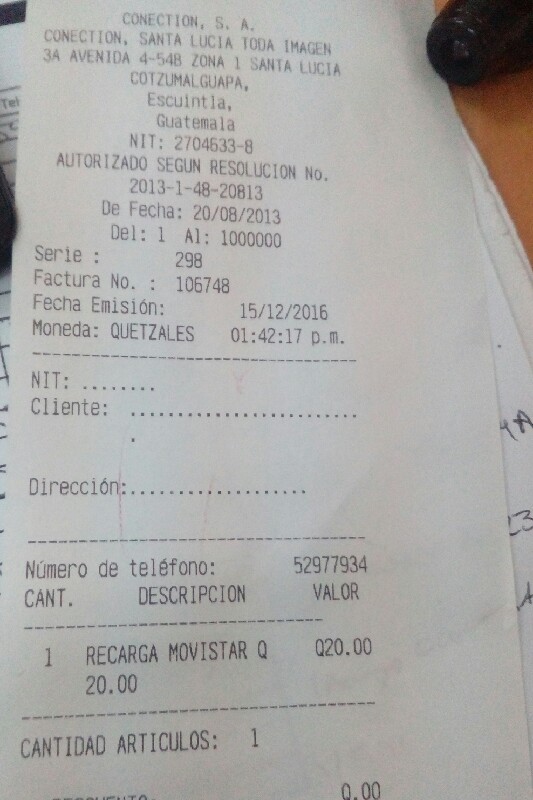 CONECTION, S. A.
CONECTION, SANTA LUCIA TODA IMAGEN
3A AVENIDA 4-548 ZONA 1 SANTA LUCIA
COTZUMALGUAPA,
Escuintla,
Guatemala
NIT: 2704633-8
AUTORIZADO SEGUN RESOLUCION No.
2013-1-48-20813
De Fecha: 20/08/2013
Del: 1 Al: 1000000
Serie : 298
Factura No. : 106748
Fecha Emisión: 15/12/2016
Moneda: QUETZALES 01:42:17 p.m.
NIT: ........
Cliente: ........................
.
Dirección:...................
Número de teléfono: 52977934
CANT. DESCRIPCION VALOR
1 RECARGA MOVISTAR Q Q20.00
20.00
CANTIDAD ARTICULOS: 1
DESCUENTO: 0.00